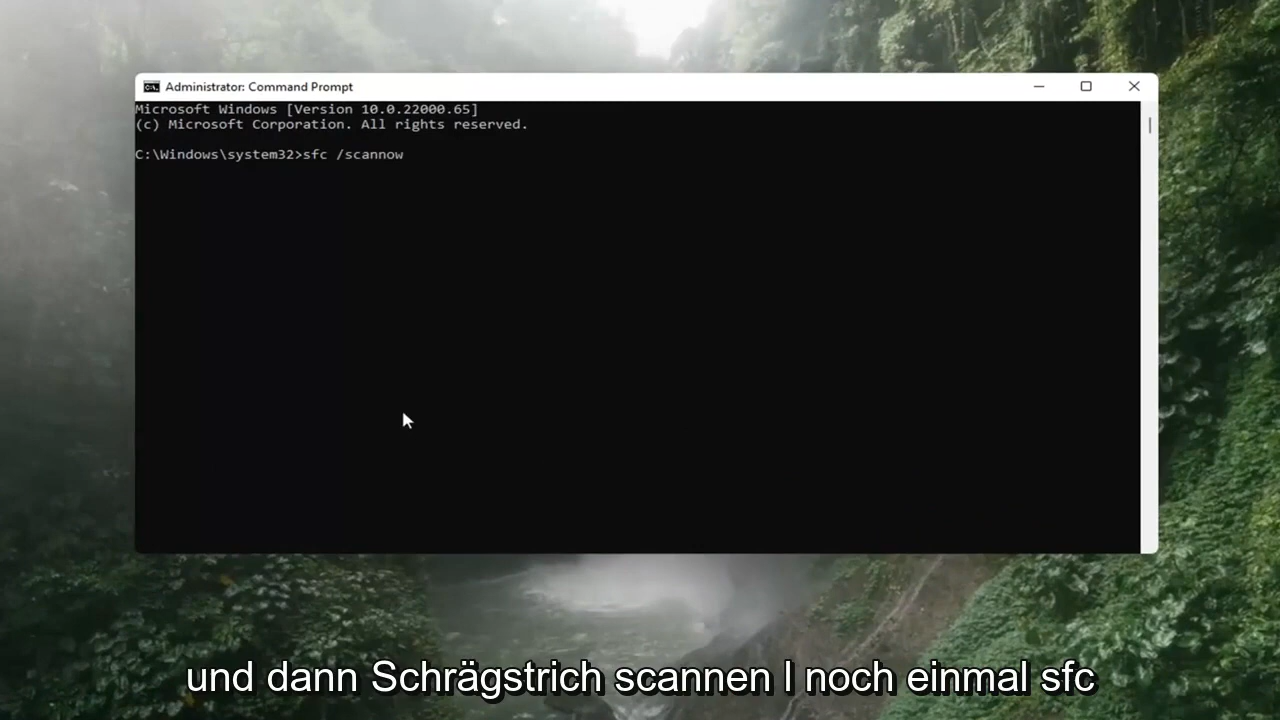 Administrator: Command Prompt
Microsoft Windows [Version 10.0.22000.65]
(c) Microsoft Corporation. All rights reserved.
C:\Windows\system32>sfc /scannow
und dann Schrägstrich scannen l noch einmal sfc